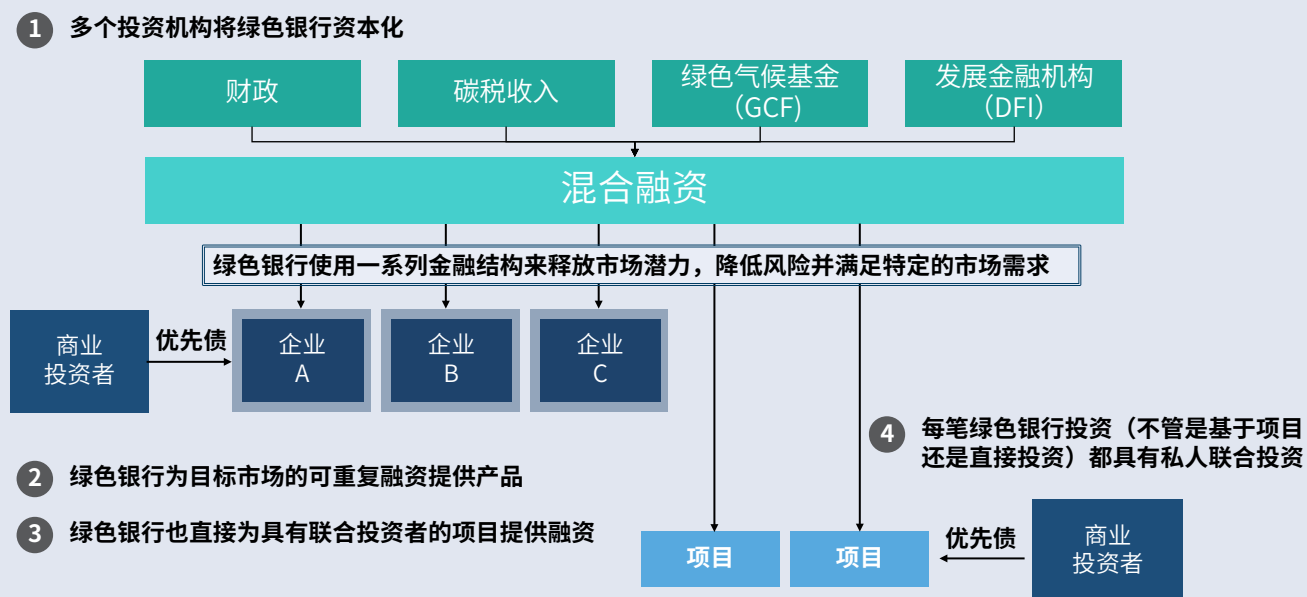 1 多个投资机构将绿色银行资本化
财政
碳税收入
绿色气候基金
（GCF)
发展金融机构
（DFI）
混合融资
绿色银行使用一系列金融结构来释放市场潜力，降低风险并满足特定的市场需求
商业
投资者
优先债
企业
A
企业
B
企业
C
4 每笔绿色银行投资（不管是基于项目
还是直接投资）都具有私人联合投资
2 绿色银行为目标市场的可重复融资提供产品
3 绿色银行也直接为具有联合投资者的项目提供融资
项目
项目
优先债
商业
投资者